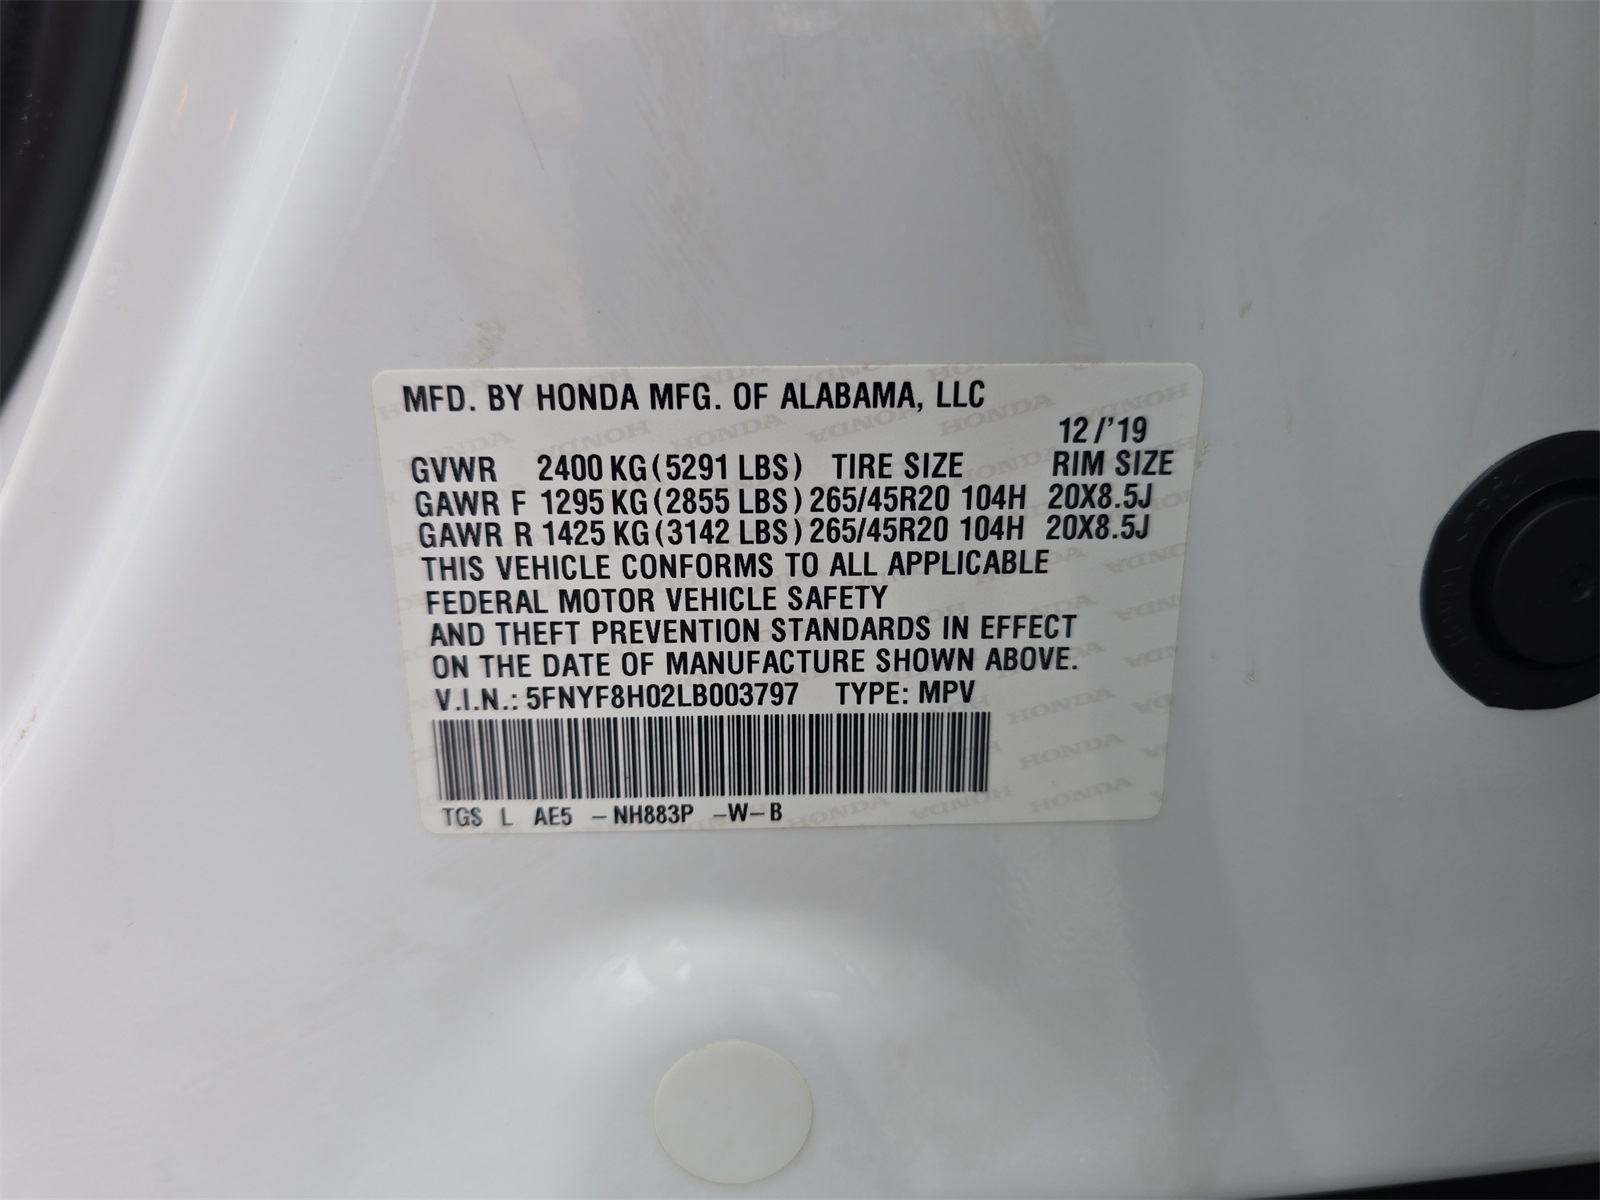 MFD. BY HONDA MFG. OF ALABAMA, LLC
12/'19
GVWR 2400 KG (5291 LBS) TIRE SIZE RIM SIZE
GAWR F 1295 KG (2855 LBS) 265/45R20 104H 20X8.5J
GAWR R 1425 KG (3142 LBS) 265/45R20 104H 20X8.5J
THIS VEHICLE CONFORMS TO ALL APPLICABLE
FEDERAL MOTOR VEHICLE SAFETY
AND THEFT PREVENTION STANDARDS IN EFFECT
ON THE DATE OF MANUFACTURE SHOWN ABOVE.
V.I.N.: 5FNYF8H02LB003797 TYPE: MPV
TGS L AE5 -NH883P -W-B